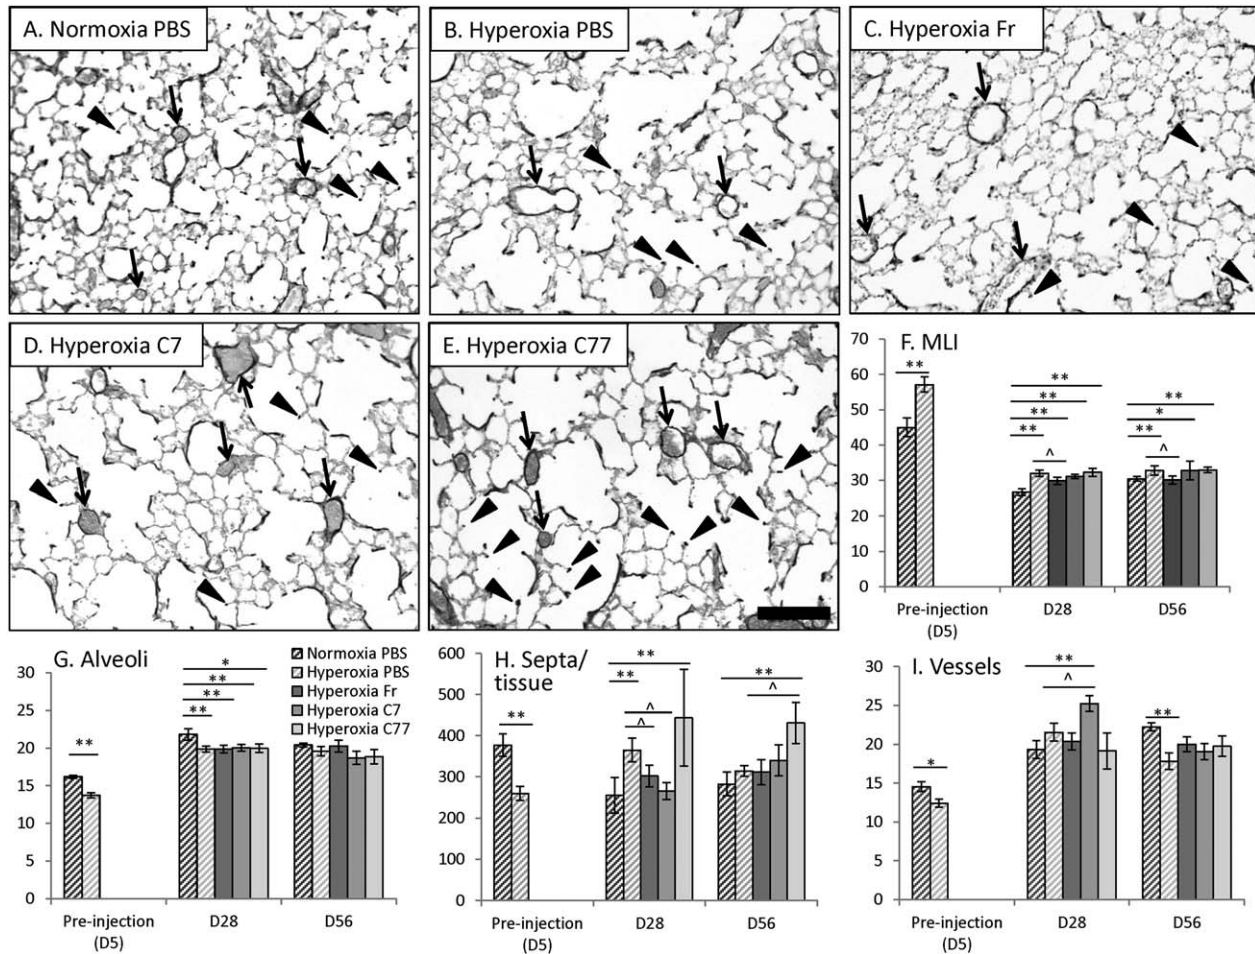 A. Normoxia PBS
B. Hyperoxia PBS
C. Hyperoxia Fr
D. Hyperoxia C7
E. Hyperoxia C77
F. MLI
70
60
50
40
30
20
10
0
**
**
**
**
**
^
**
*
**
^
Pre-injection
(D5)
D28
D56
G. Alveoli
30
25
20
15
10
5
0
**
*
**
**
**
Normoxia PBS
Hyperoxia PBS
Hyperoxia Fr
Hyperoxia C7
Hyperoxia C77
Pre-injection
(D5)
D28
D56
H. Septa/
tissue
600
500
400
300
200
100
0
**
**
**
^
^
**
^
Pre-injection
(D5)
D28
D56
I. Vessels
30
25
20
15
10
5
0
*
**
^
**
Pre-injection
(D5)
D28
D56